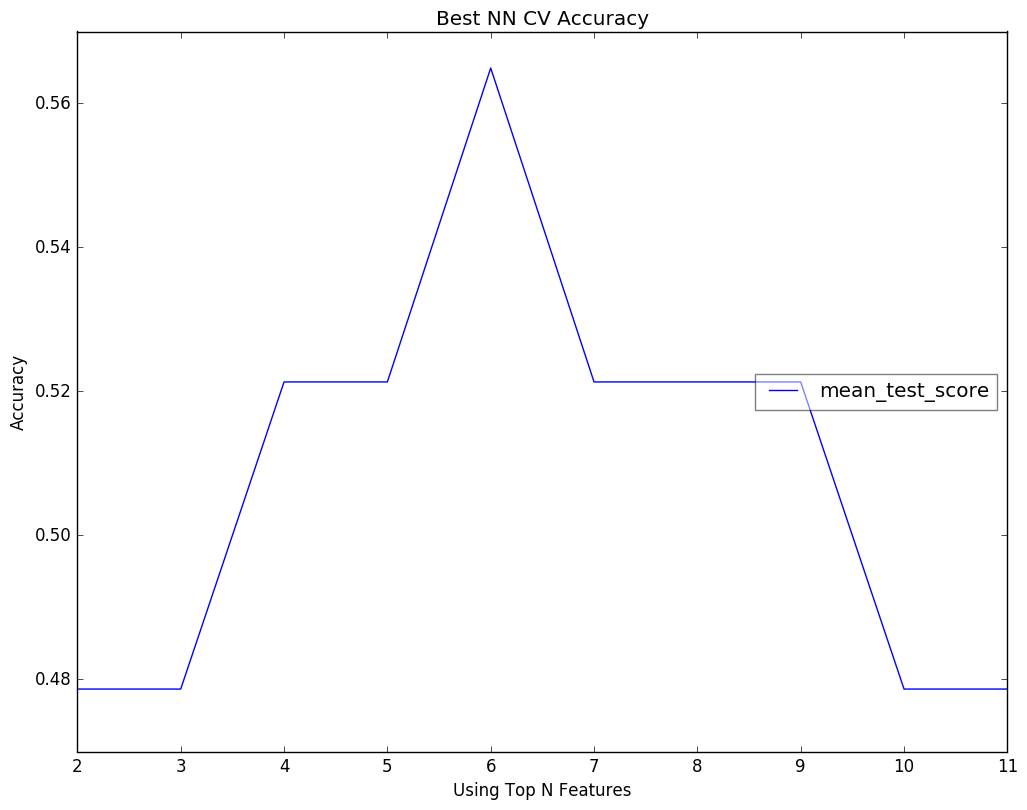 Best NN CV Accuracy
0.56
0.54
0.52
0.50
0.48
Accuracy
mean_test_score
2 3 4 5 6 7 8 9 10 11
Using Top N Features